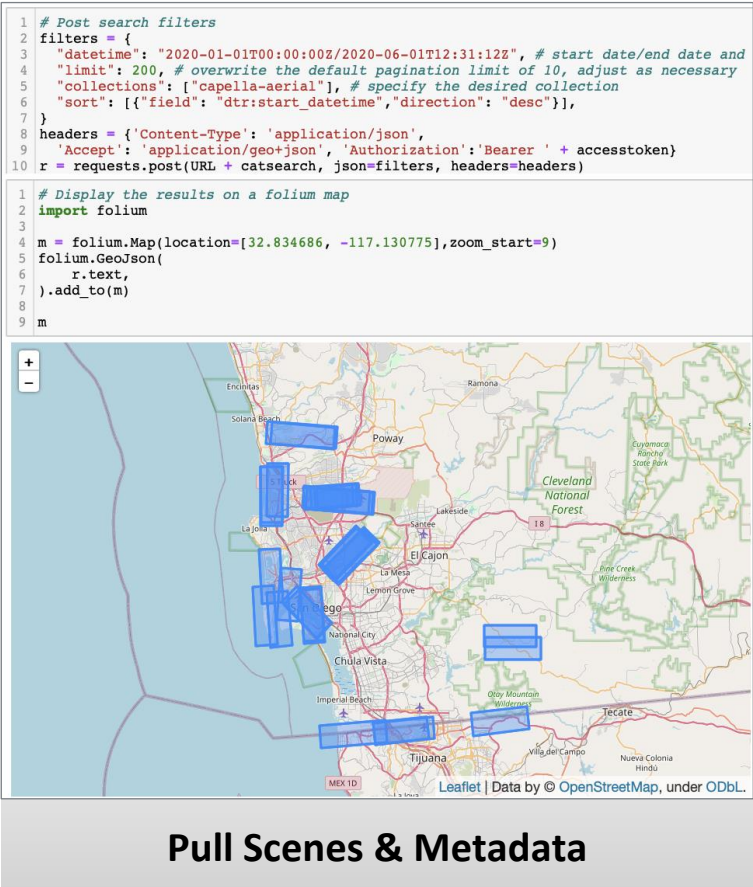 1 # Post search filters
2 filters = {
3 "datetime": "2020-01-01T00:00:00Z/2020-06-01T12:31:12Z", # start date/end date and
4 "limit": 200, # overwrite the default pagination limit of 10, adjust as necessary
5 "collections": ["capella-aerial"], # specify the desired collection
6 "sort": [{"field": "dtr:start_datetime","direction": "desc"}],
7 }
8 headers = {'Content-Type': 'application/json',
9 'Accept': 'application/geo+json', 'Authorization':'Bearer ' + accesstoken}
10 r = requests.post(URL + catsearch, json=filters, headers=headers)
1 # Display the results on a folium map
2 import folium
3
4 m = folium.Map(location=[32.834686, -117.130775],zoom_start=9)
5 folium.GeoJson(
6 r.text,
7 ).add_to(m)
8
9 m
+
−
Encinitas
Ramona
Solana Beach
Poway
Cuyamaca
Rancho
State Park
Cleveland
National
Forest
Lakeside
Santee
I 8
La Jolla
El Cajon
La Mesa
Pine Creek
Wilderness
Lemon Grove
San Diego
National City
Chula Vista
Otay Mountain
Wilderness
Imperial Beach
Tecate
Tijuana
Villa del Campo
Nueva Colonia
Hindú
MEX 1D
La Joya
Leaflet | Data by © OpenStreetMap, under ODbL.
Pull Scenes & Metadata